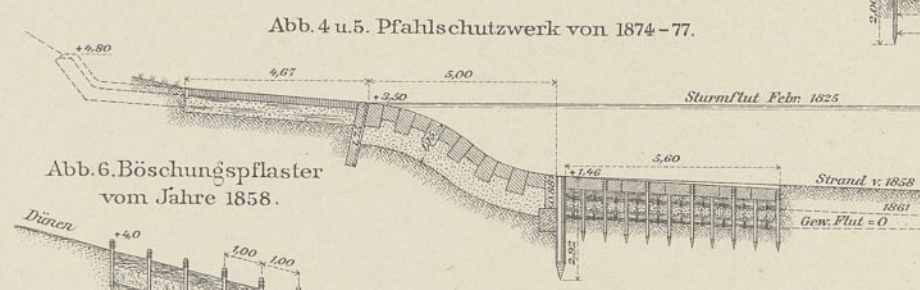 Abb. 4 u. 5. Pfahlschutzwerk von 1874-77.
2,00
+4,80
4,67
5,00
+3,50
Sturmflut Febr. 1825
Abb. 6. Böschungspflaster
vom Jahre 1858.
5,60
+1,46
0,88
Strand v. 1858
1861
Gew. Flut = 0
2,92
Dünen
+4,0
1,00
1,00